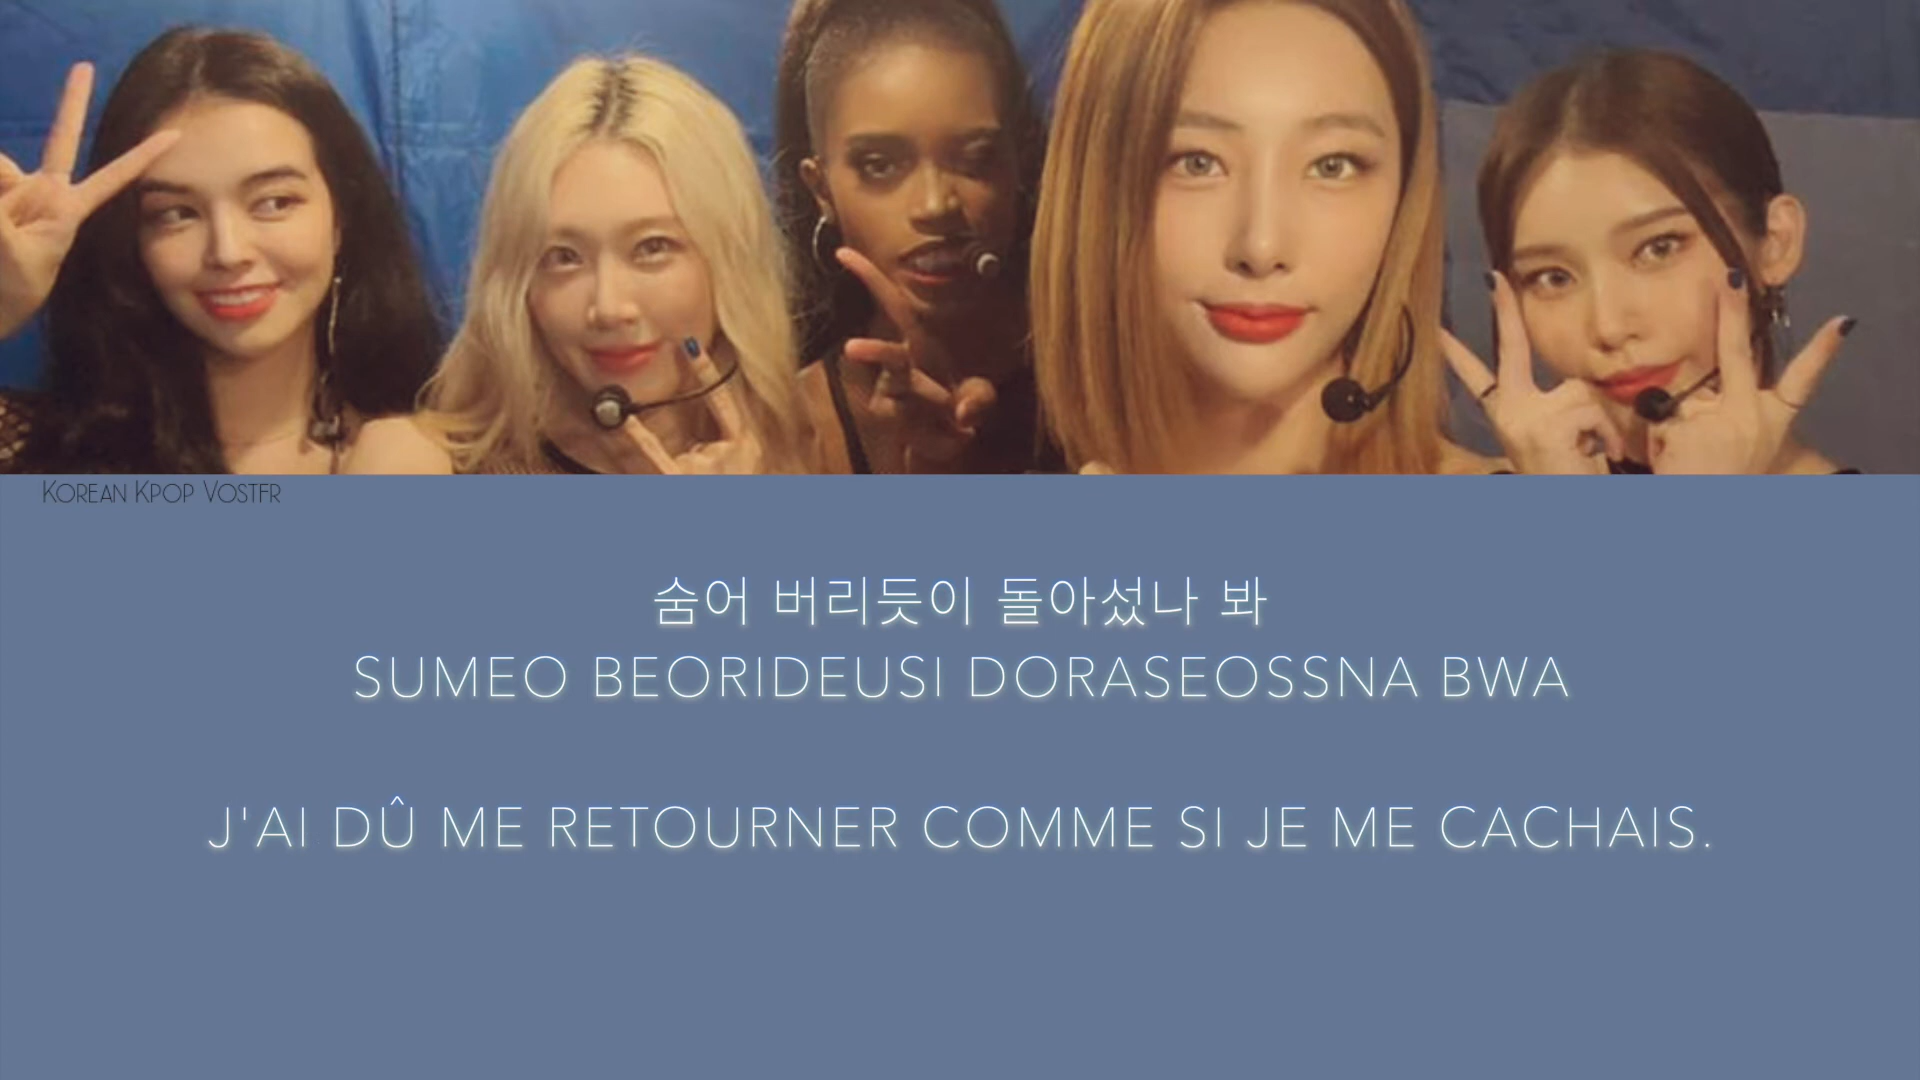 Korean Kpop Vostfr
숨어 버리듯이 돌아섰나 봐
SUMEO BEORIDEUSI DORASEOSSNA BWA
J'AI DÛ ME RETOURNER COMME SI JE ME CACHAIS.